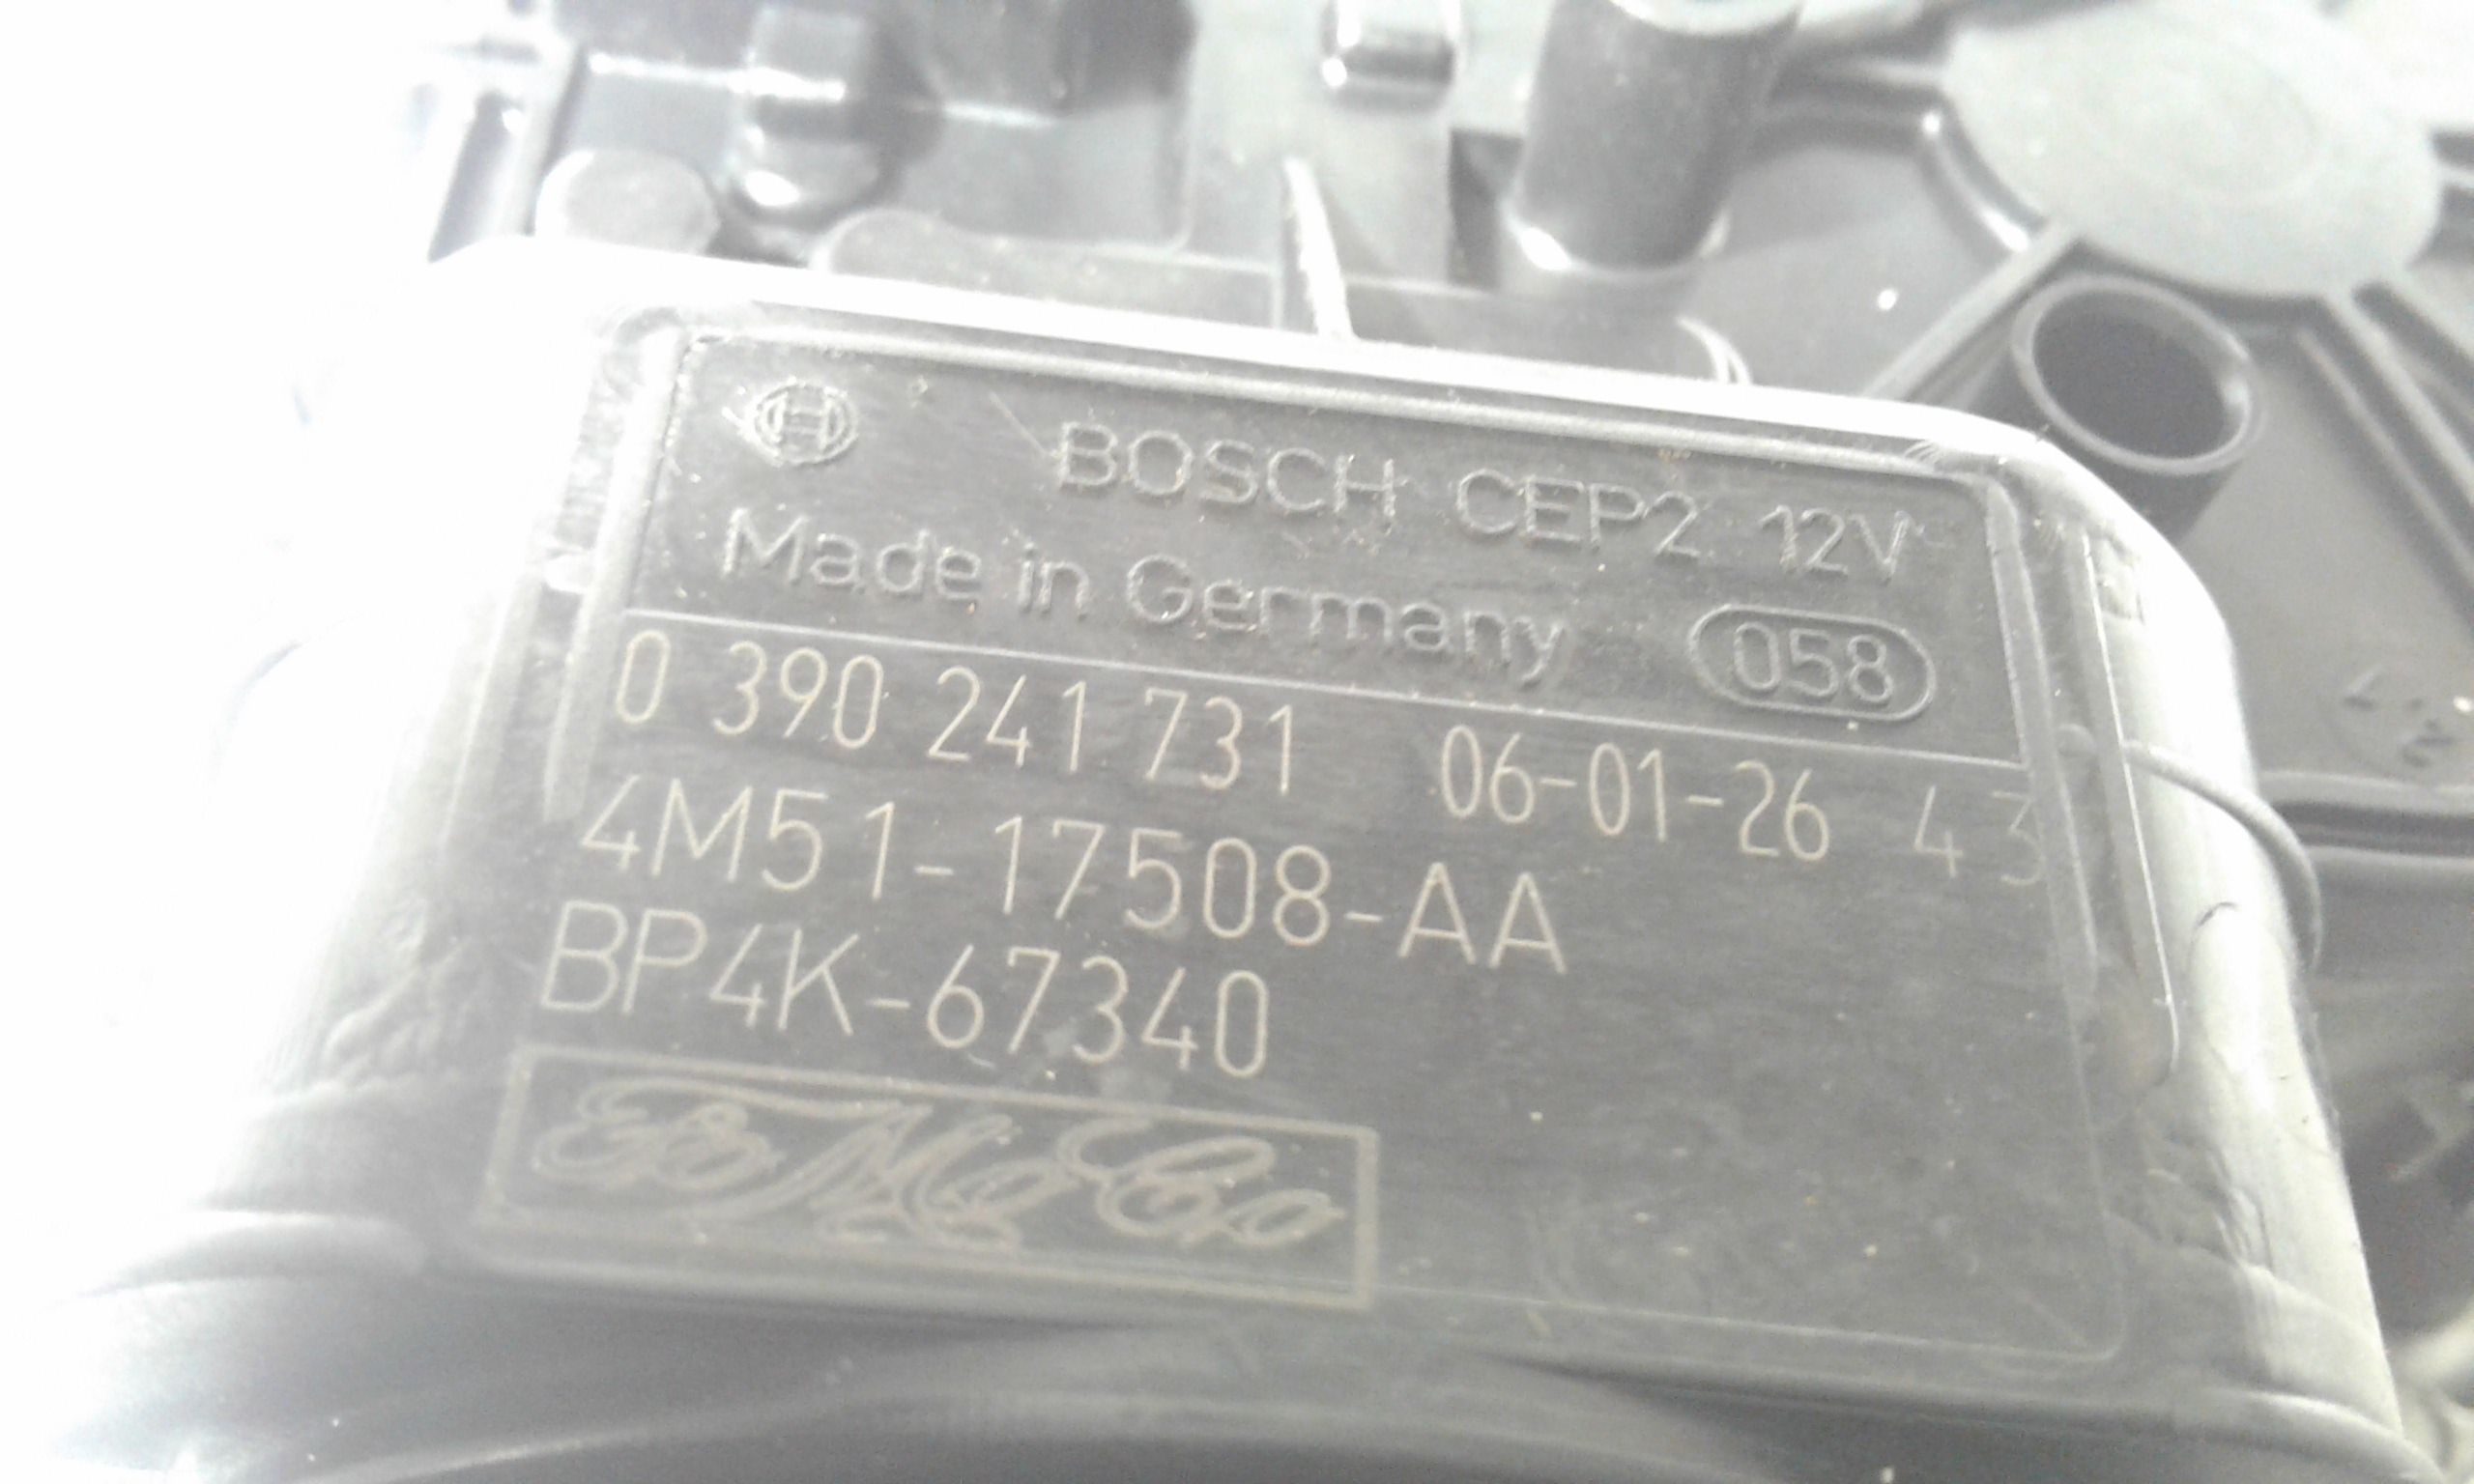 BOSCH CEP2 12V
Made in Germany 058
0 390 241 731 06-01-26 43
4M51-17508-AA
BP4K-67340
FoMoCo